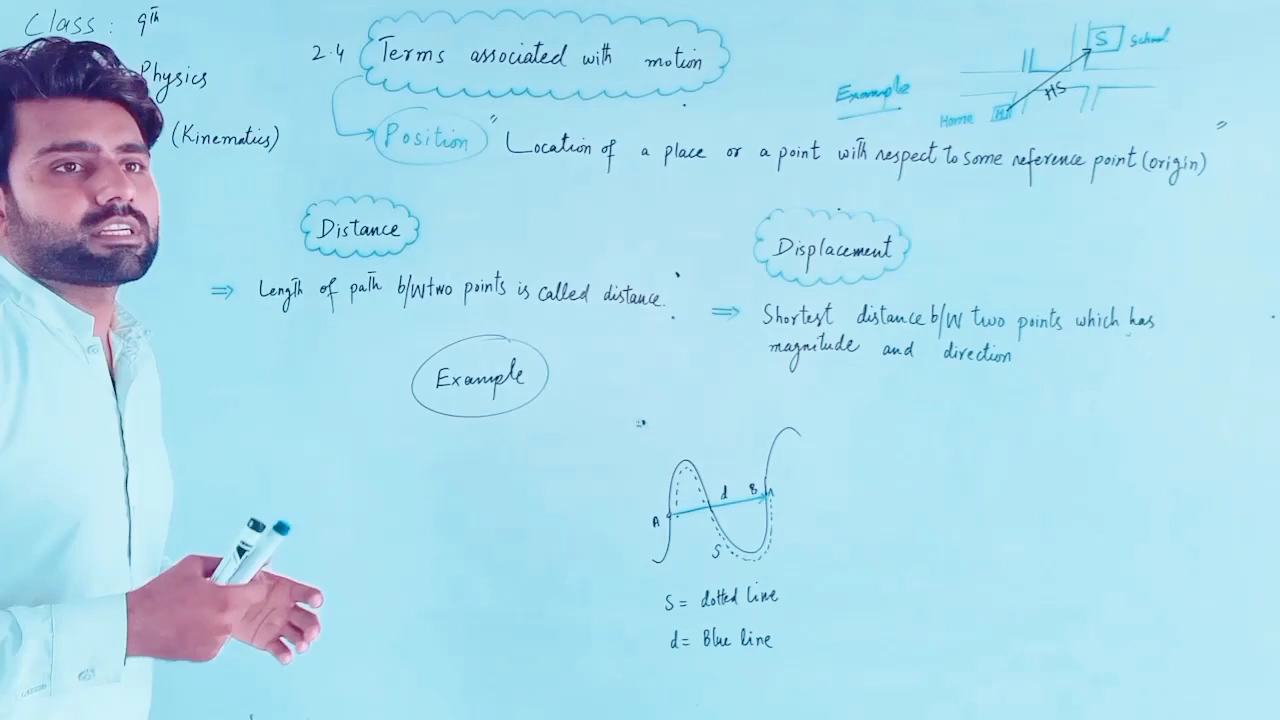 Class: 9th
Physics
(Kinematics)
2.4 Terms associated with motion
Example
S School
HS
Home H
Position "Location of a place or a point with respect to some reference point (origin)"
Distance
⇒ Length of path b/w two points is called distance.
Displacement
⇒ Shortest distance b/w two points which has
magnitude and direction
Example
A d B
S
S = dotted line
d = Blue line